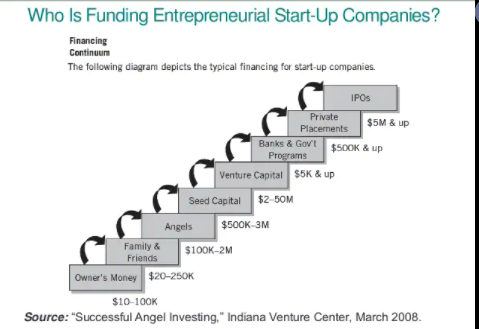 Who Is Funding Entrepreneurial Start-Up Companies?
Financing
Continuum
The following diagram depicts the typical financing for start-up companies.
IPOs
Private
Placements
$5M & up
Banks & Gov't
Programs
$500K & up
Venture Capital
$5K & up
Seed Capital
$2-50M
Angels
$500K-3M
Family &
Friends
$100K-2M
Owner's Money
$20-250K
$10-100K
Source: "Successful Angel Investing," Indiana Venture Center, March 2008.